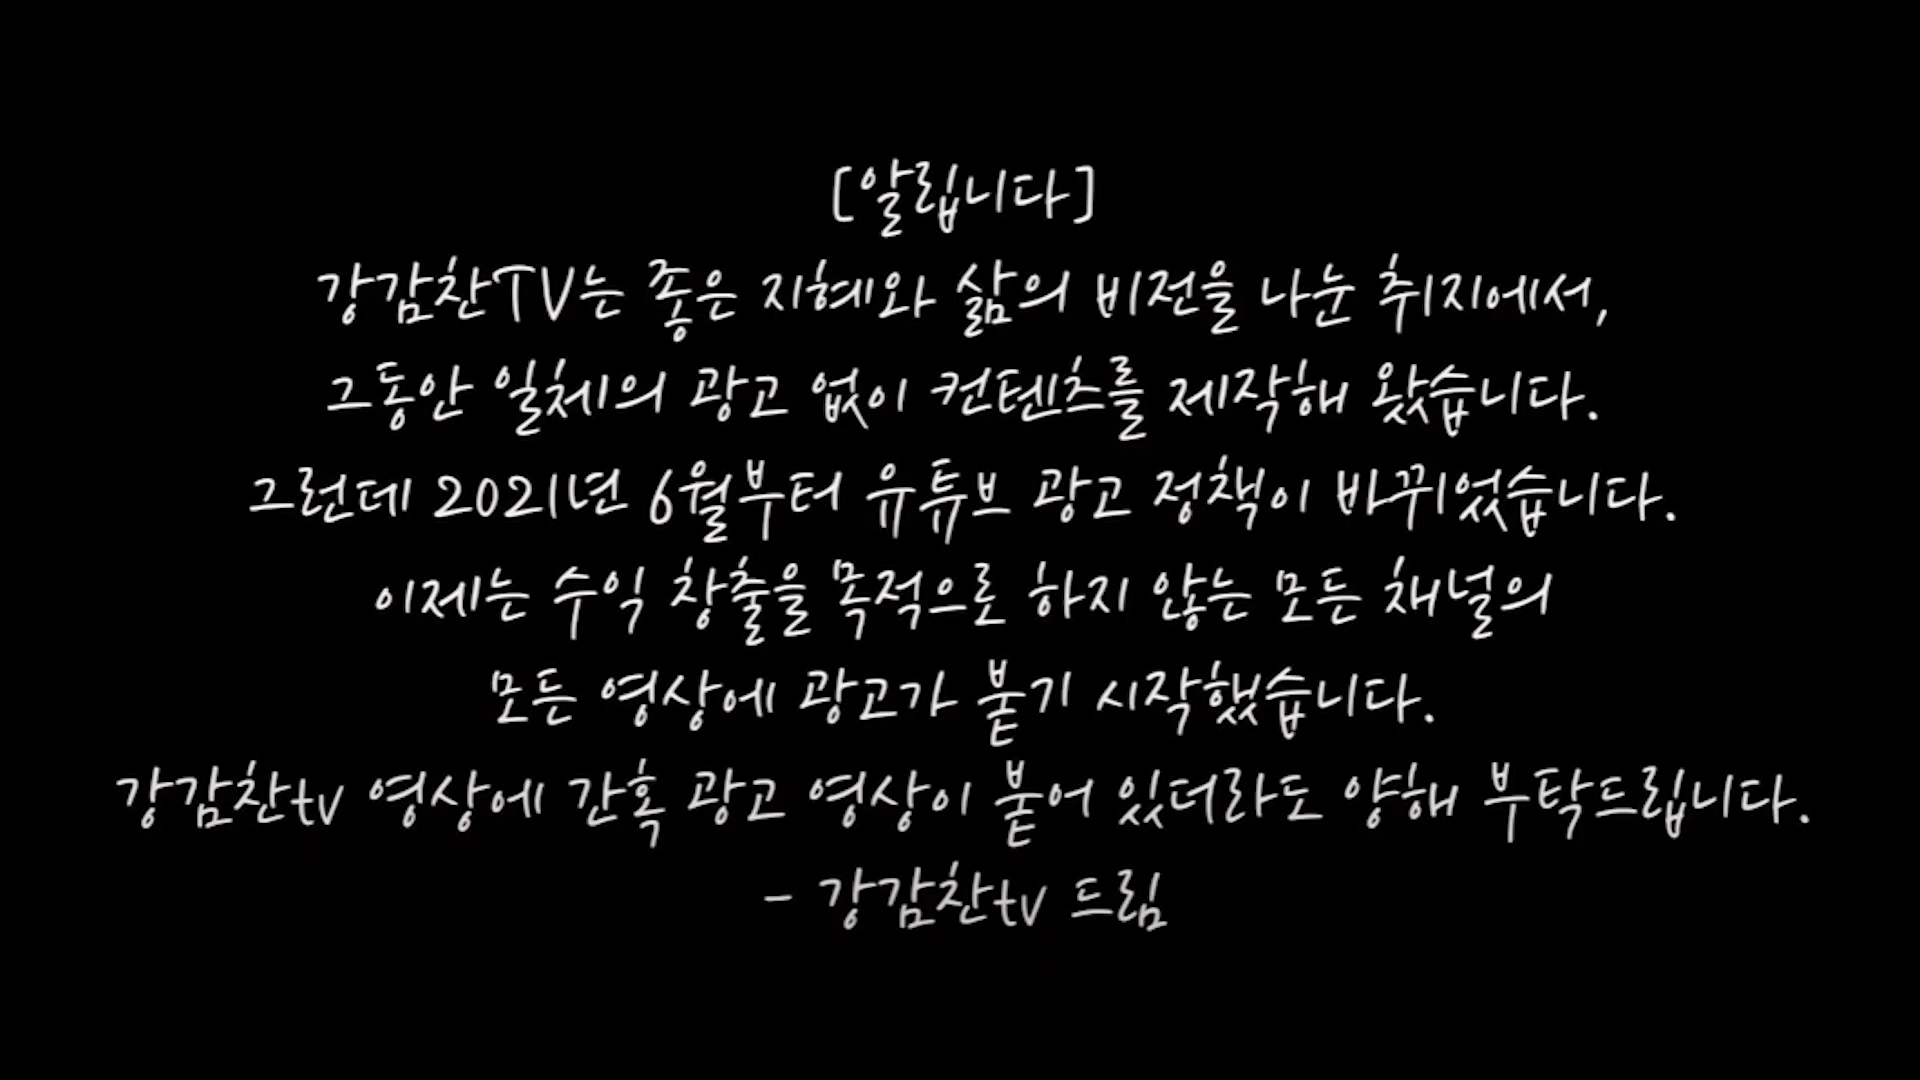 [알립니다]
강감찬TV는 좋은 지혜와 삶의 비전을 나눈 취지에서,
그동안 일체의 광고 없이 컨텐츠를 제작해 왔습니다.
그런데 2021년 6월부터 유튜브 광고 정책이 바뀌었습니다.
이제는 수익 창출을 목적으로 하지 않는 모든 채널의
모든 영상에 광고가 붙기 시작했습니다.
강감찬tv 영상에 간혹 광고 영상이 붙어 있더라도 양해 부탁드립니다.
- 강감찬tv 드림